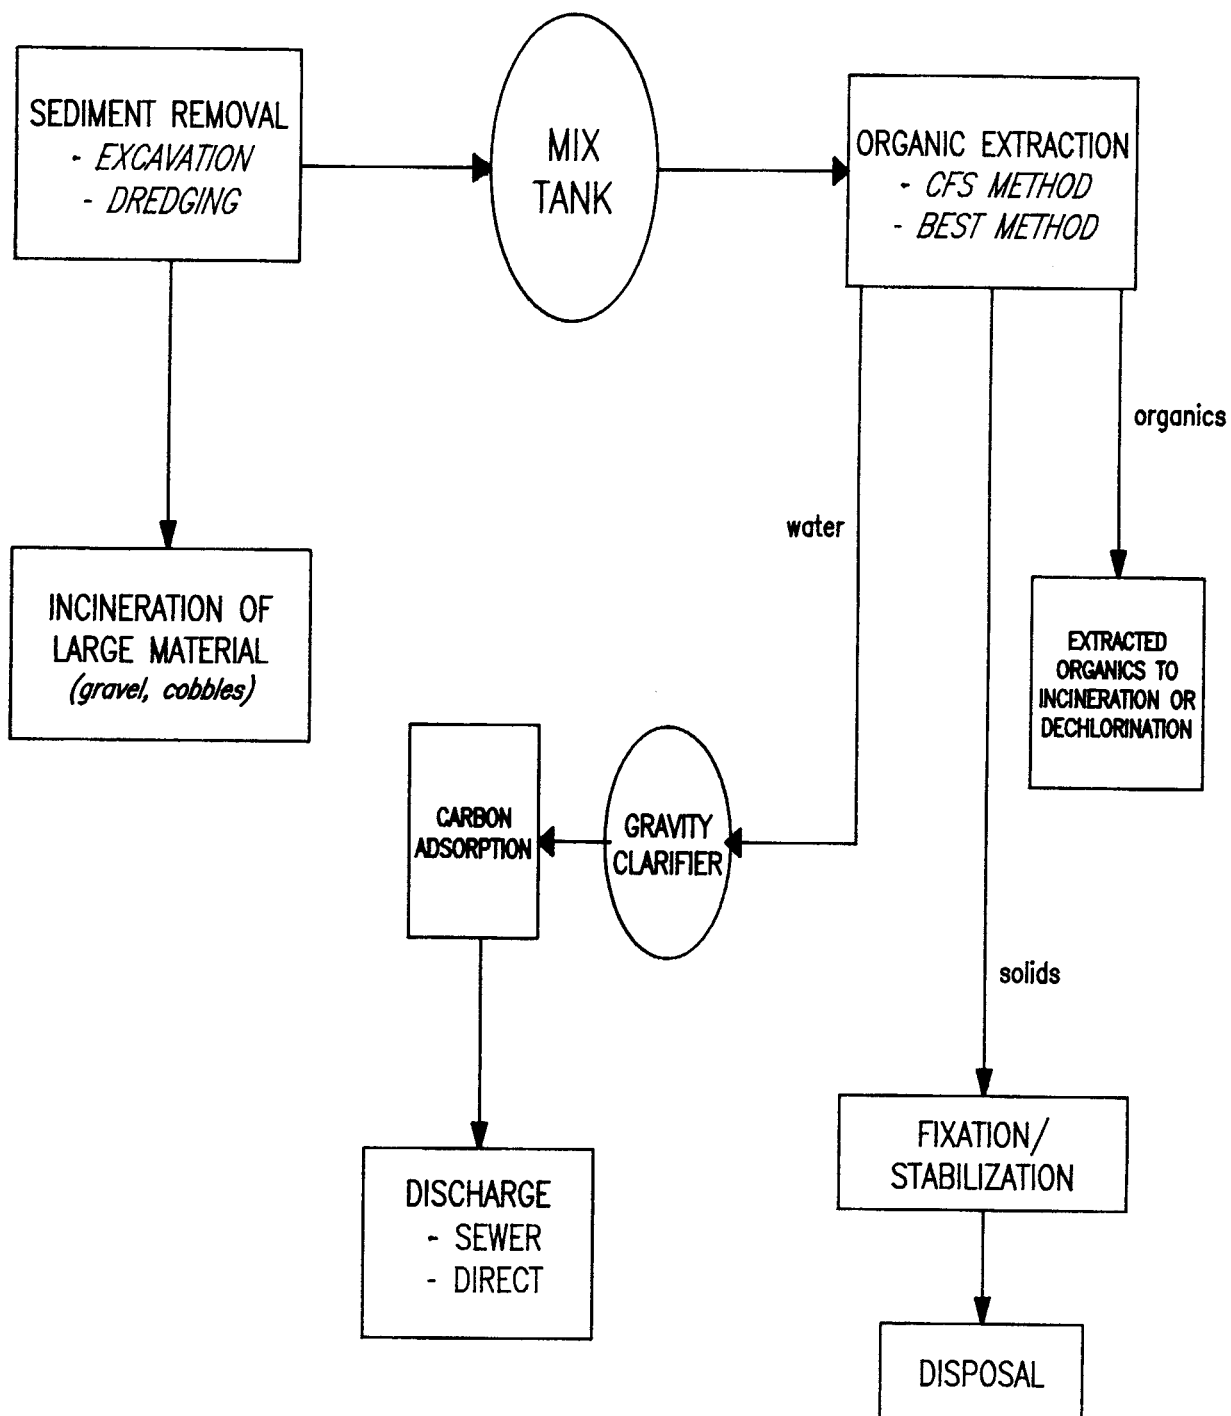 SEDIMENT REMOVAL
- EXCAVATION
- DREDGING
MIX
TANK
ORGANIC EXTRACTION
- CFS METHOD
- BEST METHOD
organics
water
INCINERATION OF
LARGE MATERIAL
(gravel, cobbles)
EXTRACTED
ORGANICS TO
INCINERATION OR
DECHLORINATION
CARBON
ADSORPTION
GRAVITY
CLARIFIER
solids
FIXATION/
STABILIZATION
DISCHARGE
- SEWER
- DIRECT
DISPOSAL